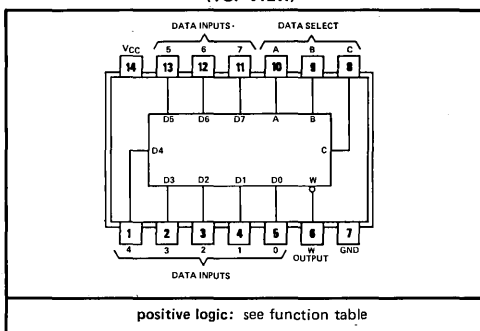 (TOP VIEW)
DATA INPUTS· DATA SELECT
VCC 5 6 7 A B C
14 13 12 11 10 9 8
D5 D6 D7 A B
D4 C
D3 D2 D1 D0 W
1 2 3 4 5 6 7
4 3 2 1 0 W GND
OUTPUT
DATA INPUTS
positive logic: see function table